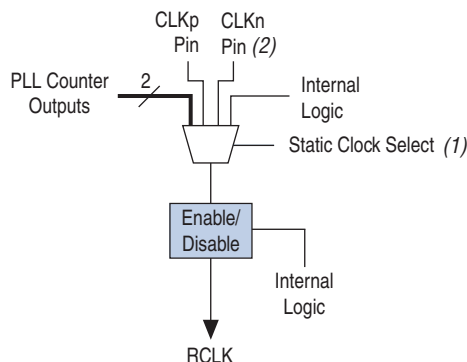 CLKp
Pin
CLKn
Pin (2)
PLL Counter
Outputs
2
Internal
Logic
Static Clock Select (1)
Enable/
Disable
Internal
Logic
RCLK